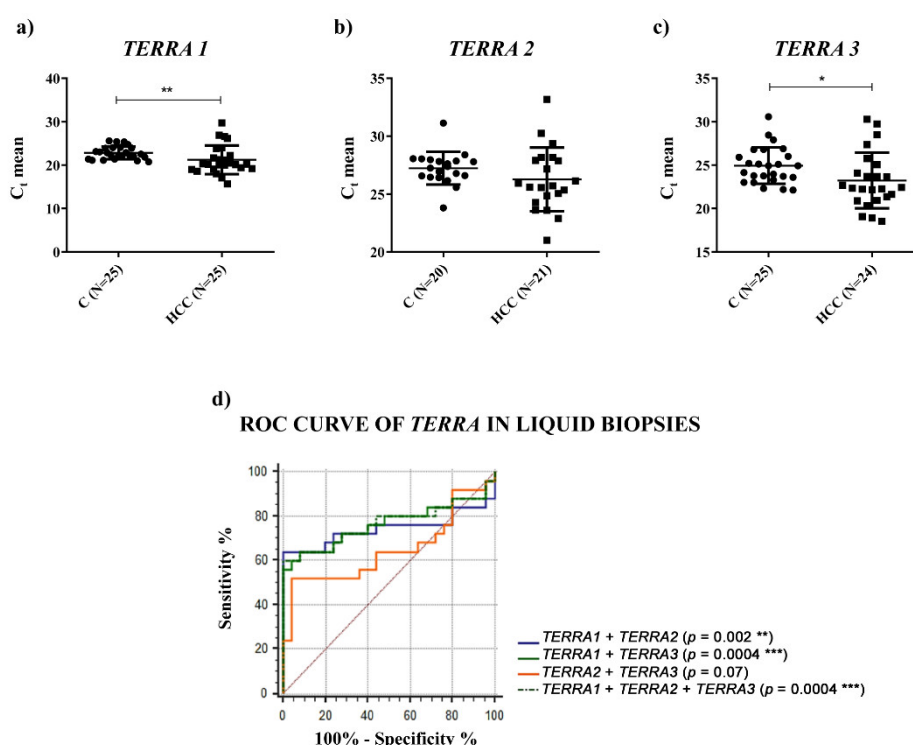 a)
TERRA 1
**
Ct mean
40
30
20
10
0
C (N=25)
HCC (N=25)
b)
TERRA 2
Ct mean
35
30
25
20
C (N=20)
HCC (N=21)
c)
TERRA 3
*
Ct mean
35
30
25
20
15
C (N=25)
HCC (N=24)
d)
ROC CURVE OF TERRA IN LIQUID BIOPSIES
Sensitivity %
100
80
60
40
20
0
0 20 40 60 80 100
100% - Specificity %
TERRA1 + TERRA2 (p = 0.002 **)
TERRA1 + TERRA3 (p = 0.0004 ***)
TERRA2 + TERRA3 (p = 0.07)
TERRA1 + TERRA2 + TERRA3 (p = 0.0004 ***)